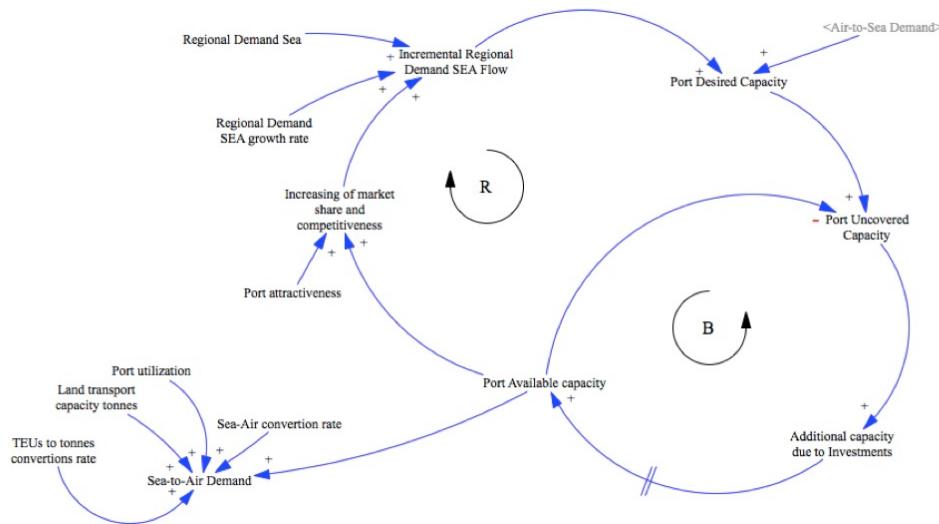 Regional Demand Sea
<Air-to-Sea Demand>
+
Incremental Regional
Demand SEA Flow
+
+
+
+
+
Port Desired Capacity
Regional Demand
SEA growth rate
Increasing of market
share and
competitiveness
R
+
- Port Uncovered
Capacity
+
+
Port attractiveness
B
Port utilization
Port Available capacity
Land transport
capacity tonnes
+
+
Sea-Air convertion rate
TEUs to tonnes
convertions rate
Additional capacity
due to Investments
+
+
+
+
+
Sea-to-Air Demand